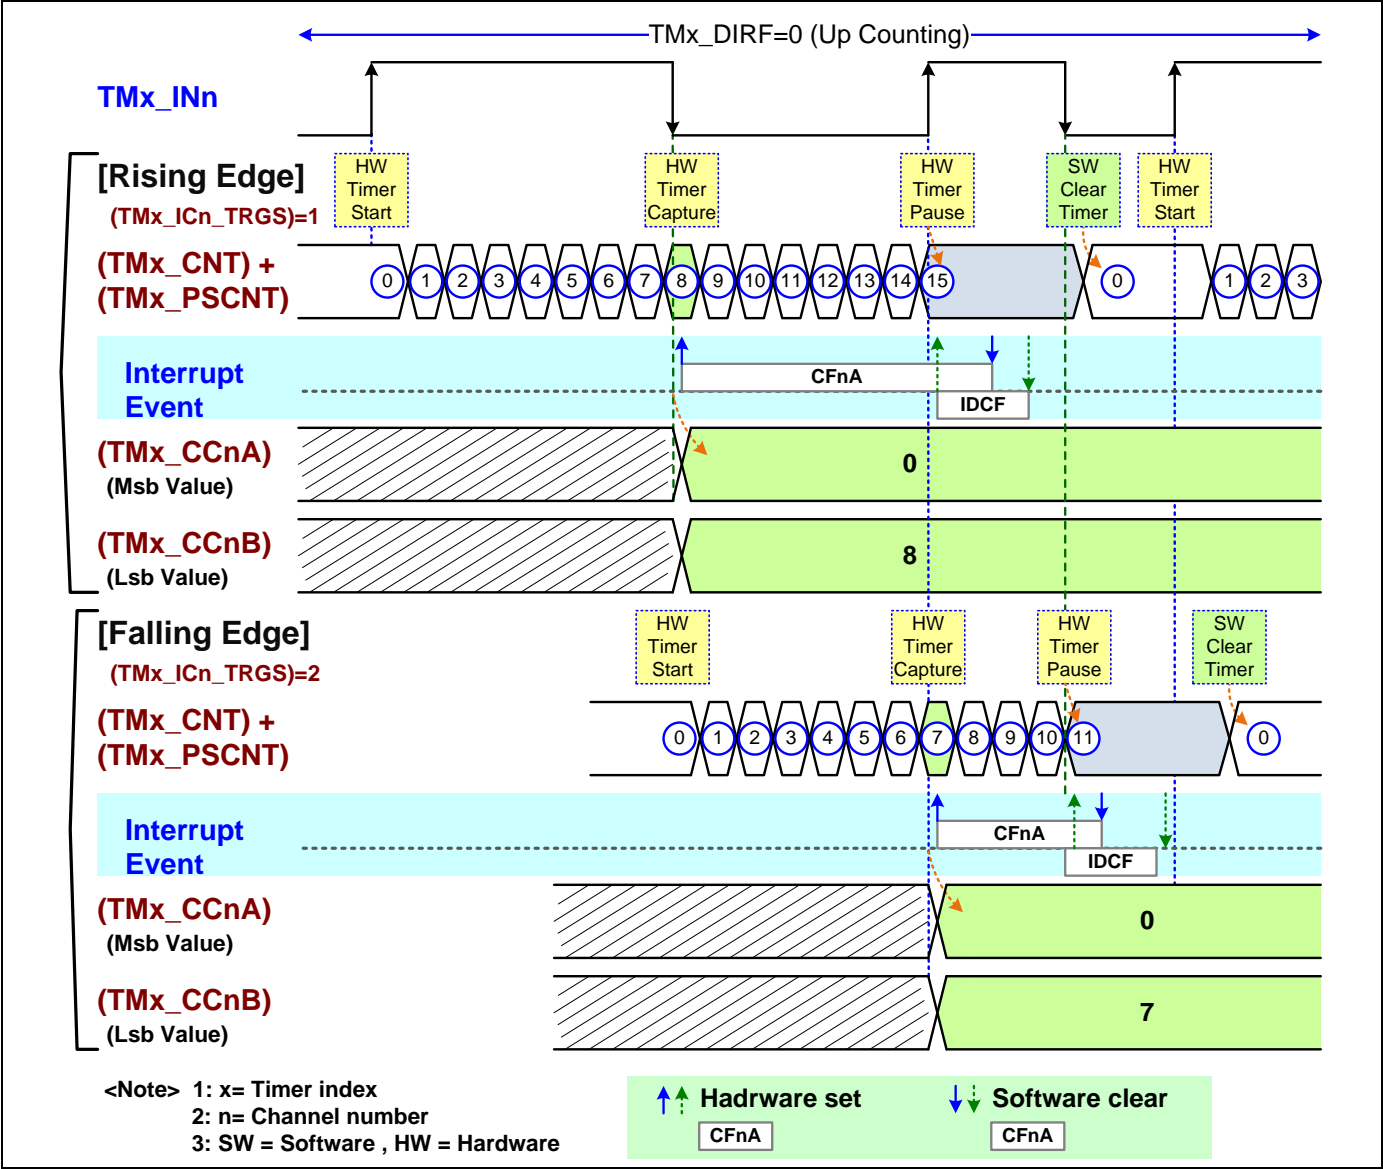 TMx_DIRF=0 (Up Counting)
TMx_INn
[Rising Edge]
(TMx_ICn_TRGS)=1
HW Timer Start
HW Timer Capture
HW Timer Pause
SW Clear Timer
HW Timer Start
(TMx_CNT) +
(TMx_PSCNT)
0 1 2 3 4 5 6 7 8 9 10 11 12 13 14 15 0 1 2 3
Interrupt
Event
CFnA
IDCF
(TMx_CCnA)
(Msb Value)
0
(TMx_CCnB)
(Lsb Value)
8
[Falling Edge]
(TMx_ICn_TRGS)=2
HW Timer Start
HW Timer Capture
HW Timer Pause
SW Clear Timer
(TMx_CNT) +
(TMx_PSCNT)
0 1 2 3 4 5 6 7 8 9 10 11 0
Interrupt
Event
CFnA
IDCF
(TMx_CCnA)
(Msb Value)
0
(TMx_CCnB)
(Lsb Value)
7
<Note> 1: x= Timer index
2: n= Channel number
3: SW = Software , HW = Hardware
Hadrware set
CFnA
Software clear
CFnA